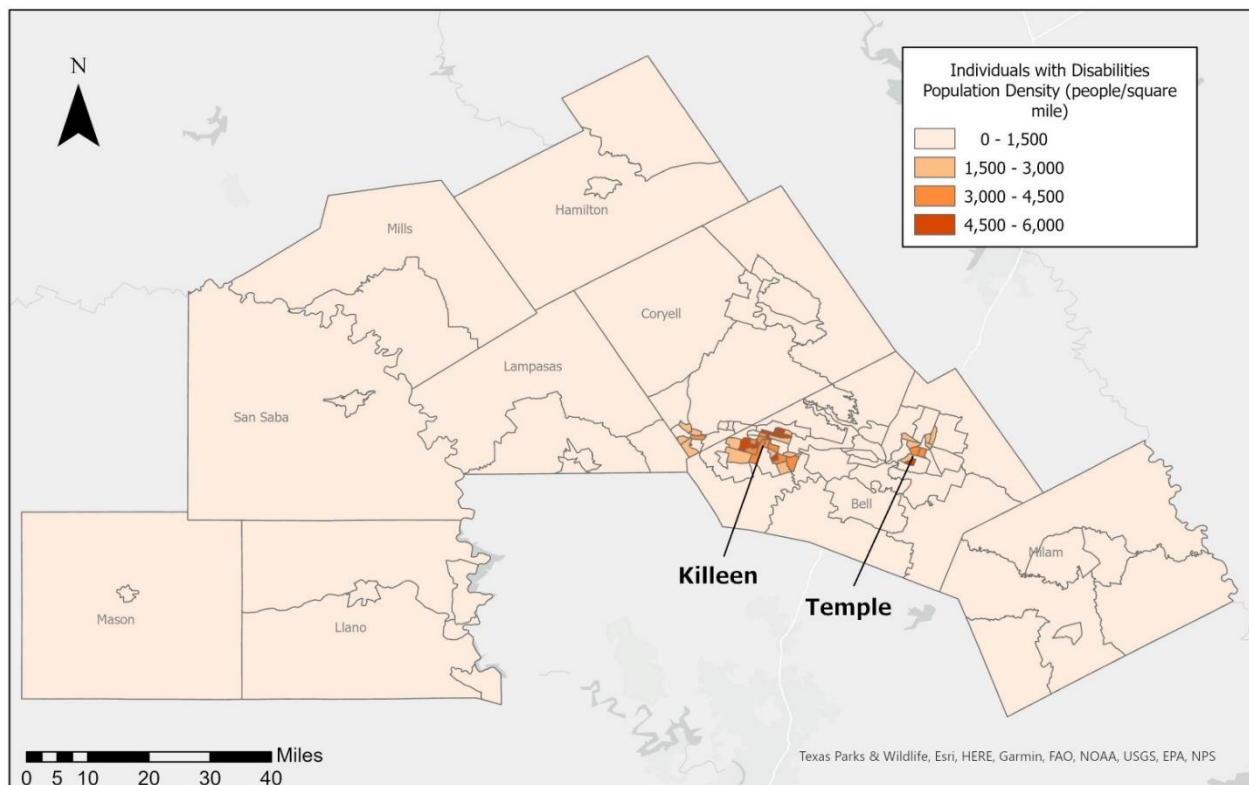 N
Individuals with Disabilities
Population Density (people/square
mile)
0 - 1,500
1,500 - 3,000
3,000 - 4,500
4,500 - 6,000
Hamilton
Mills
Coryell
Lampasas
San Saba
Bell
Milam
Killeen
Temple
Mason
Llano
Miles
0 5 10 20 30 40
Texas Parks & Wildlife, Esri, HERE, Garmin, FAO, NOAA, USGS, EPA, NPS